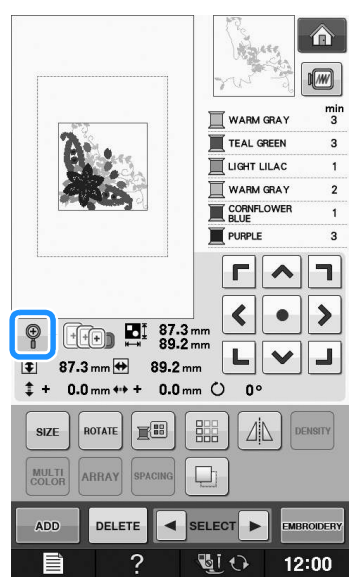 min
WARM GRAY 3
TEAL GREEN 3
LIGHT LILAC 1
WARM GRAY 2
CORNFLOWER
BLUE 1
PURPLE 3
87.3 mm
89.2 mm
87.3 mm 89.2 mm
+ 0.0 mm + 0.0 mm 0°
SIZE ROTATE DENSITY
MULTI
COLOR ARRAY SPACING
ADD DELETE SELECT EMBROIDERY
? 12:00